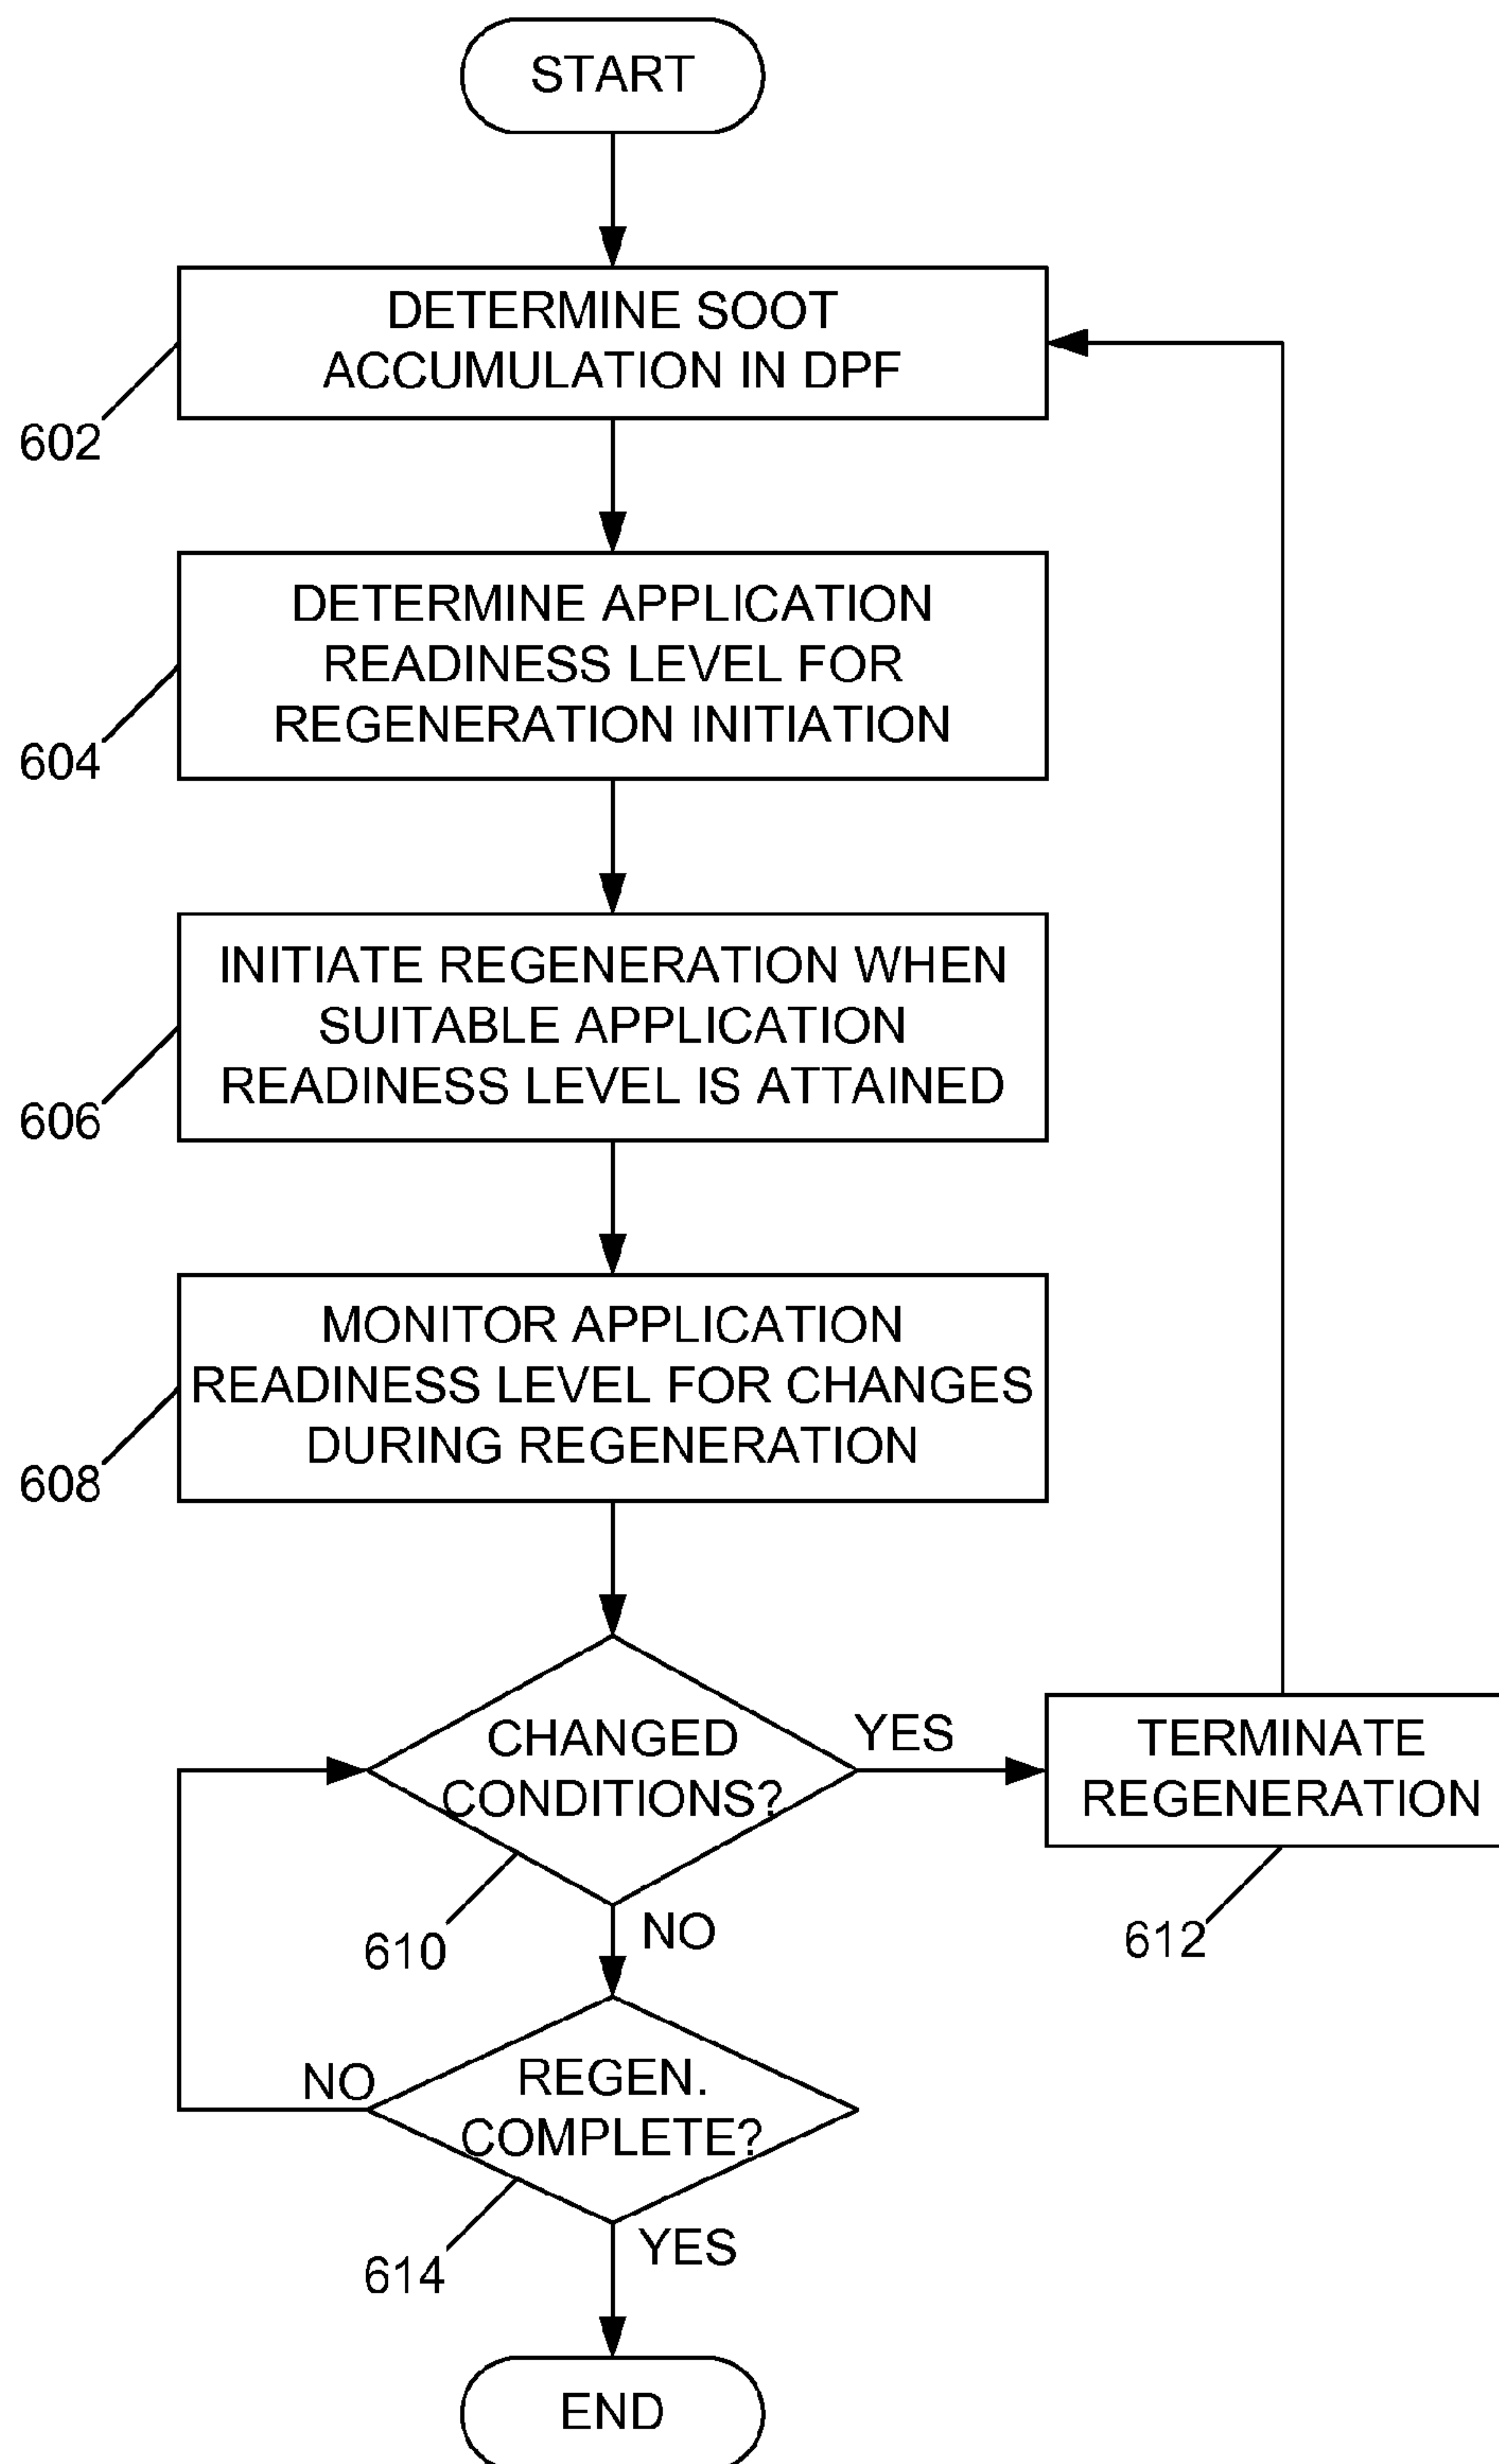 START
DETERMINE SOOT
ACCUMULATION IN DPF
602
DETERMINE APPLICATION
READINESS LEVEL FOR
REGENERATION INITIATION
604
INITIATE REGENERATION WHEN
SUITABLE APPLICATION
READINESS LEVEL IS ATTAINED
606
MONITOR APPLICATION
READINESS LEVEL FOR CHANGES
DURING REGENERATION
608
CHANGED
CONDITIONS?
YES
TERMINATE
REGENERATION
610
NO
612
NO
REGEN.
COMPLETE?
614
YES
END